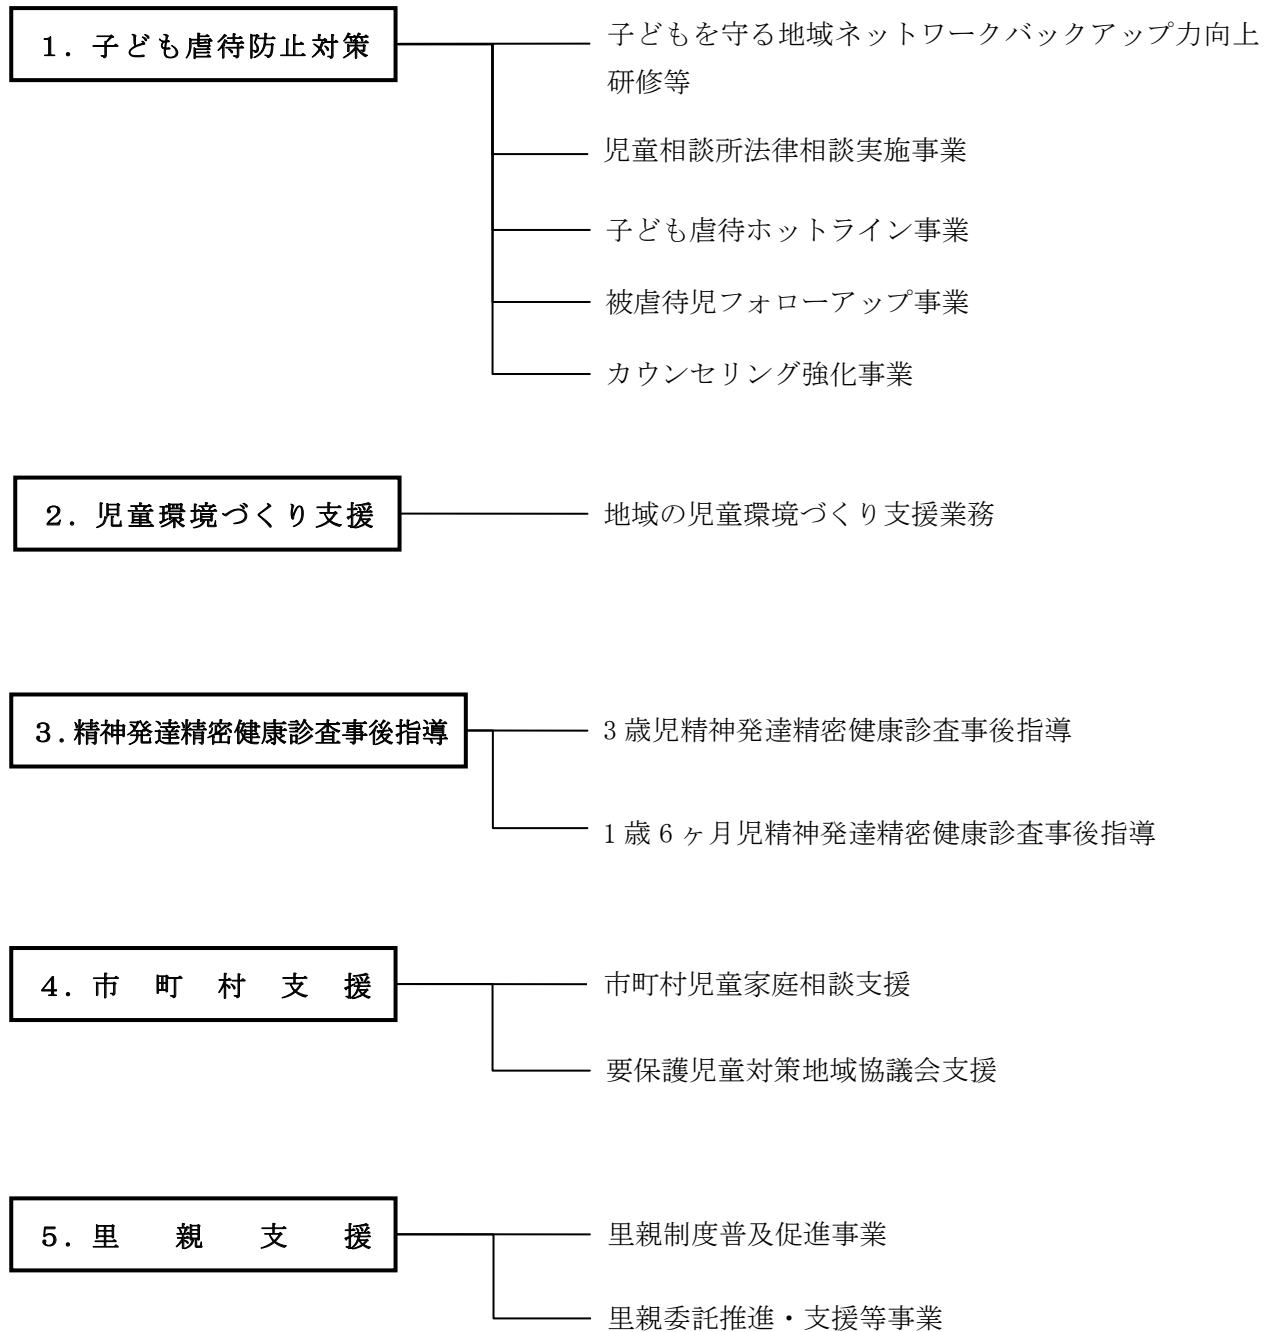 １．子ども虐待防止対策
子どもを守る地域ネットワークバックアップ力向上
研修等
児童相談所法律相談実施事業
子ども虐待ホットライン事業
被虐待児フォローアップ事業
カウンセリング強化事業
２．児童環境づくり支援
地域の児童環境づくり支援業務
３．精神発達精密健康診査事後指導
3 歳児精神発達精密健康診査事後指導
1 歳 6 ヶ月児精神発達精密健康診査事後指導
４．市　町　村　支　援
市町村児童家庭相談支援
要保護児童対策地域協議会支援
５．里　親　支　援
里親制度普及促進事業
里親委託推進・支援等事業